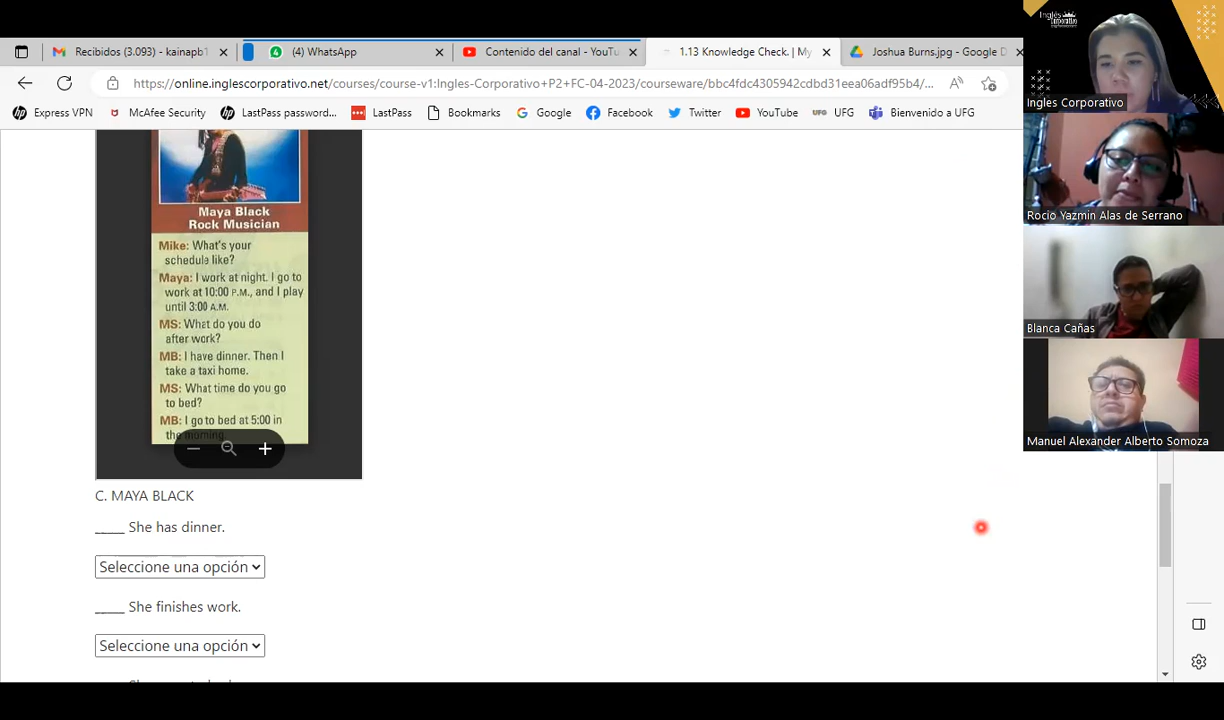 Recibidos (3.093) - kainapb1
(4) WhatsApp
Contenido del canal - YouTu
1.13 Knowledge Check. | My
Joshua Burns.jpg - Google D
https://online.inglescorporativo.net/courses/course-v1:Ingles-Corporativo+P2+FC-04-2023/courseware/bbc4fdc4305942cdbd31eea06adf95b4/...
Express VPN
McAfee Security
LastPass password...
LastPass
Bookmarks
Google
Facebook
Twitter
YouTube
UFG
Bienvenido a UFG
Maya Black
Rock Musician
Mike: What's your
schedule like?
Maya: I work at night. I go to
work at 10:00 P.M., and I play
until 3:00 A.M.
MS: What do you do
after work?
MB: I have dinner. Then I
take a taxi home.
MS: What time do you go
to bed?
MB: I go to bed at 5:00 in
the morning.
C. MAYA BLACK
____ She has dinner.
Seleccione una opción
____ She finishes work.
Seleccione una opción
Inglés
Corporativo
Ingles Corporativo
Rocio Yazmin Alas de Serrano
Blanca Cañas
Manuel Alexander Alberto Somoza